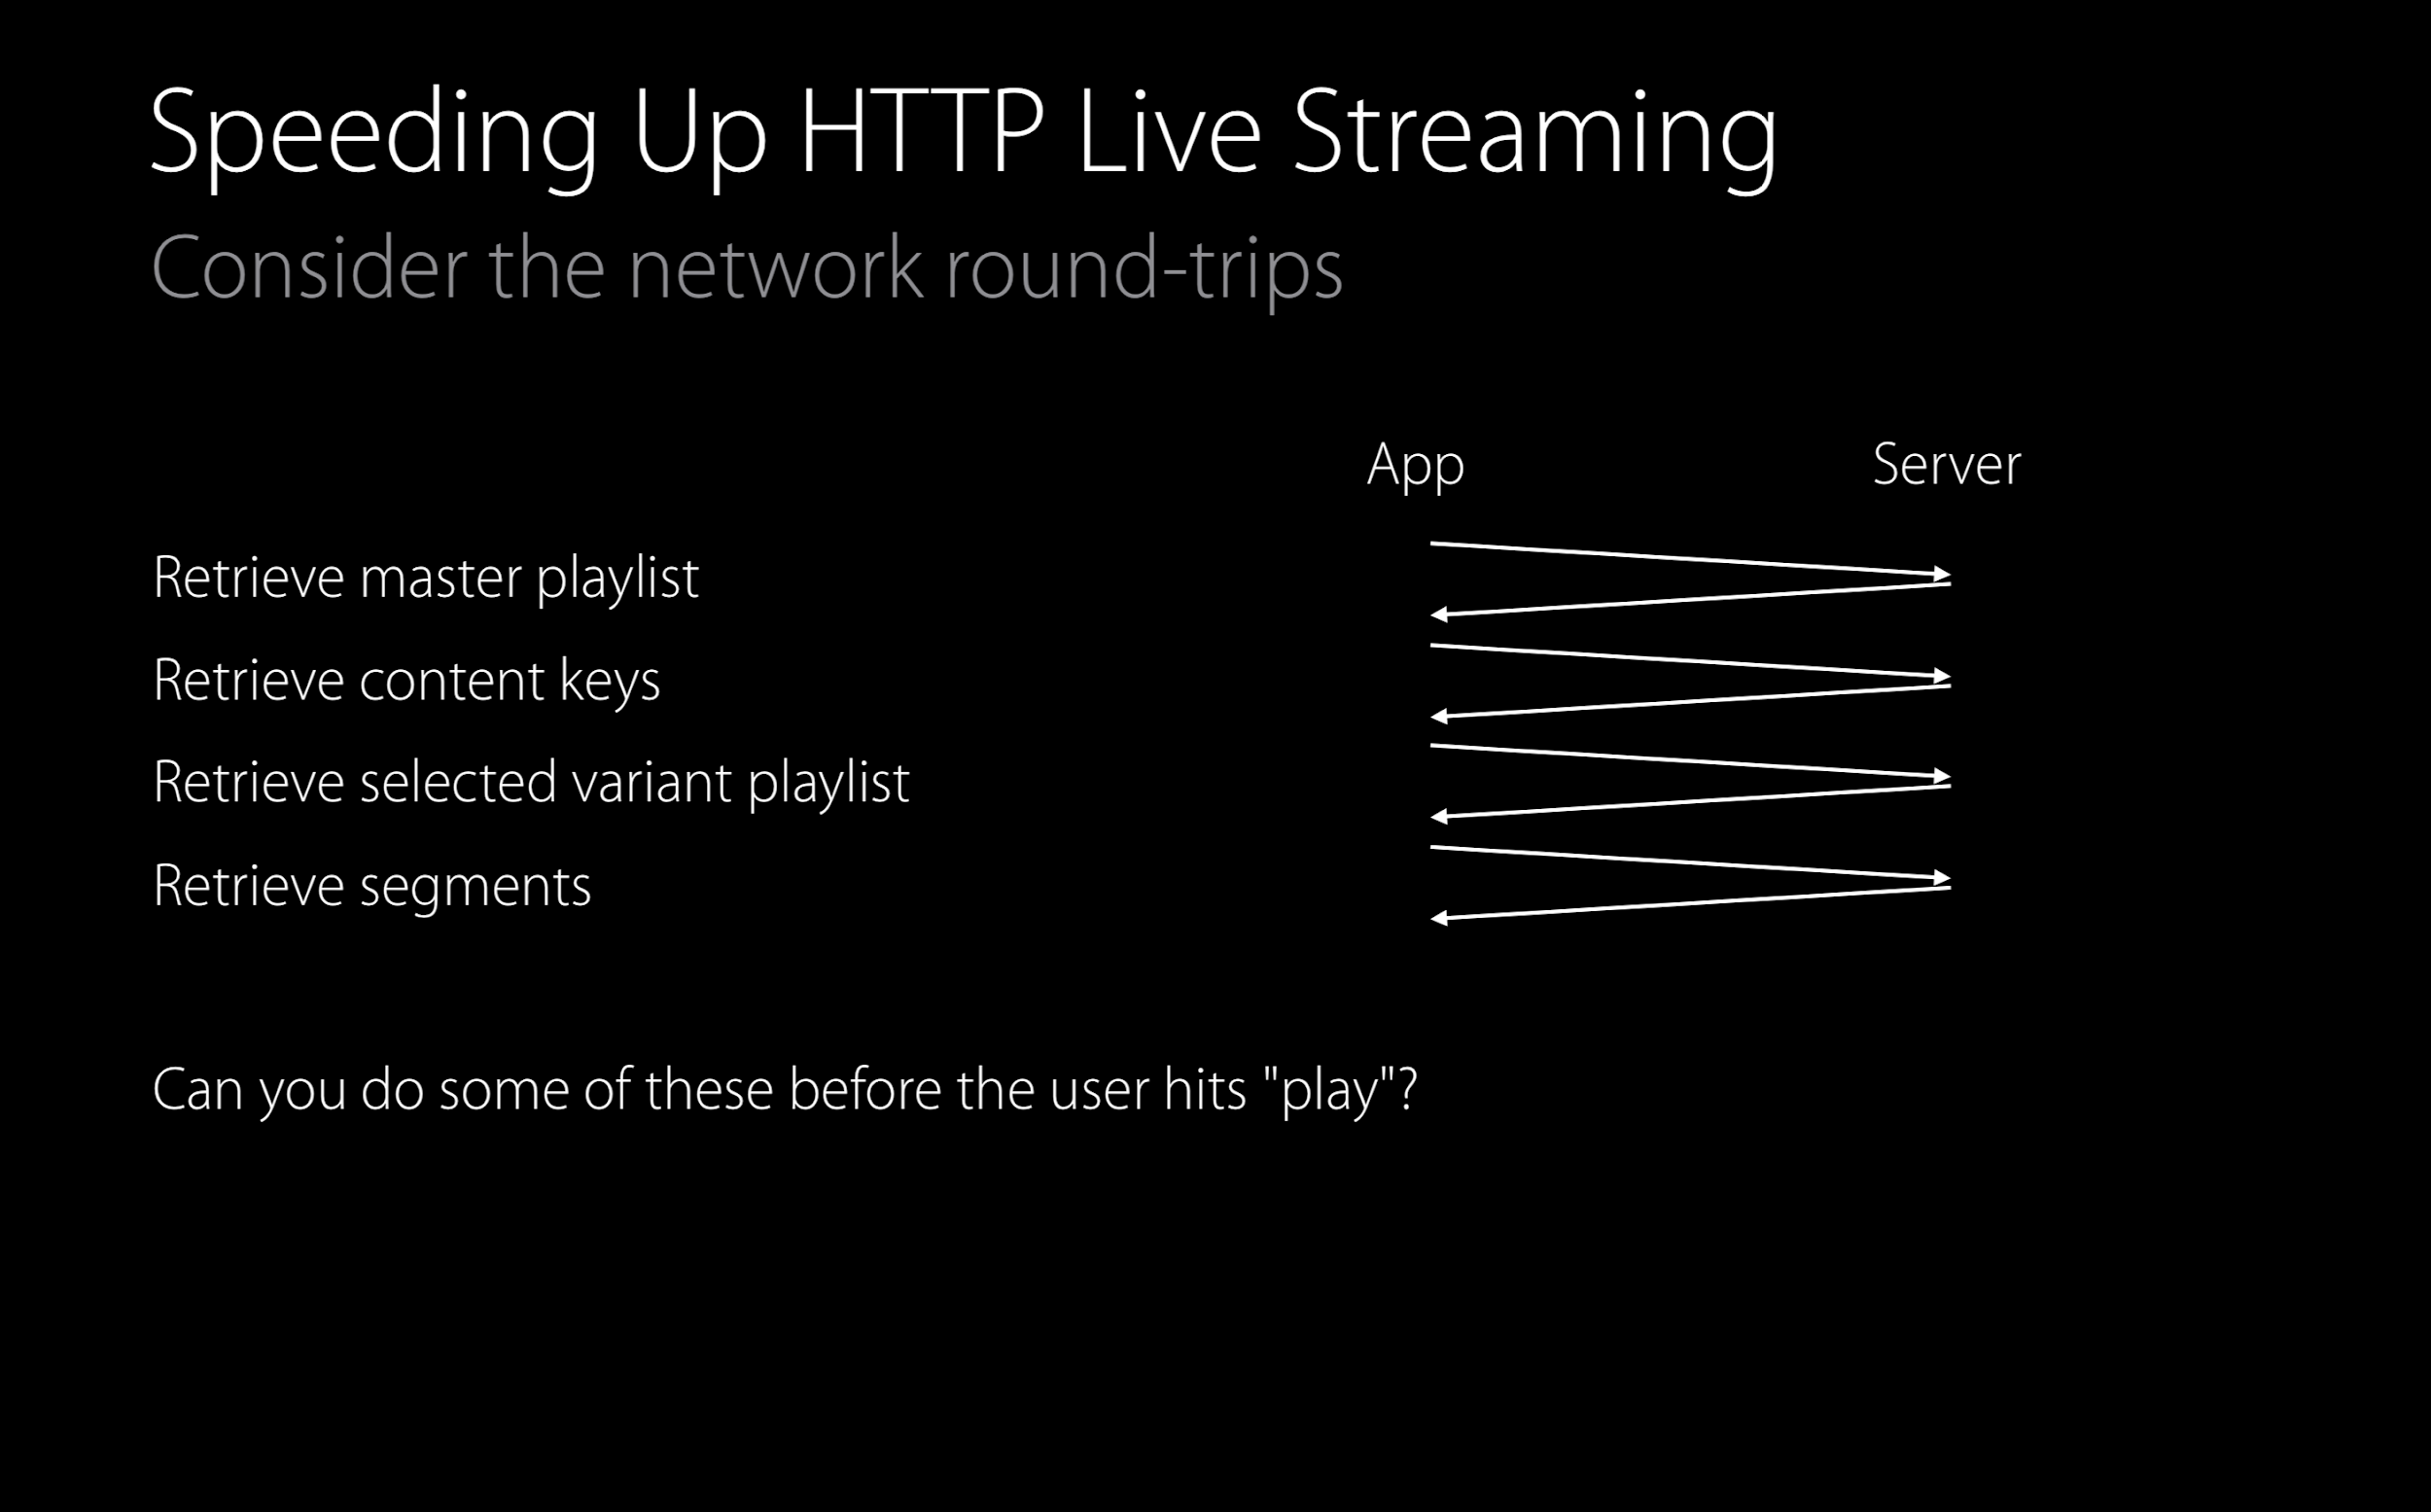 Speeding Up HTTP Live Streaming
Consider the network round-trips
App Server
Retrieve master playlist
Retrieve content keys
Retrieve selected variant playlist
Retrieve segments
Can you do some of these before the user hits "play"?